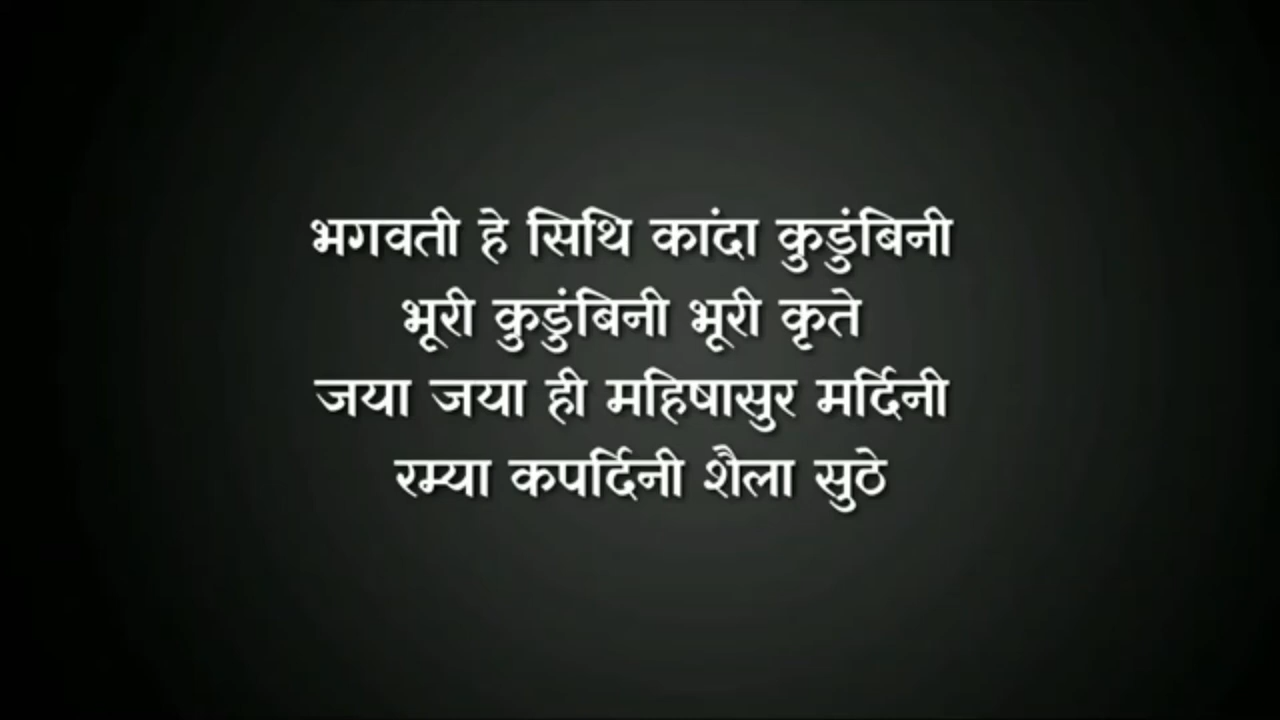 भगवती हे सिथि कांदा कुडुंबिनी
भूरी कुडुंबिनी भूरी कृते
जया जया ही महिषासुर मर्दिनी
रम्या कपर्दिनी शैला सुठे